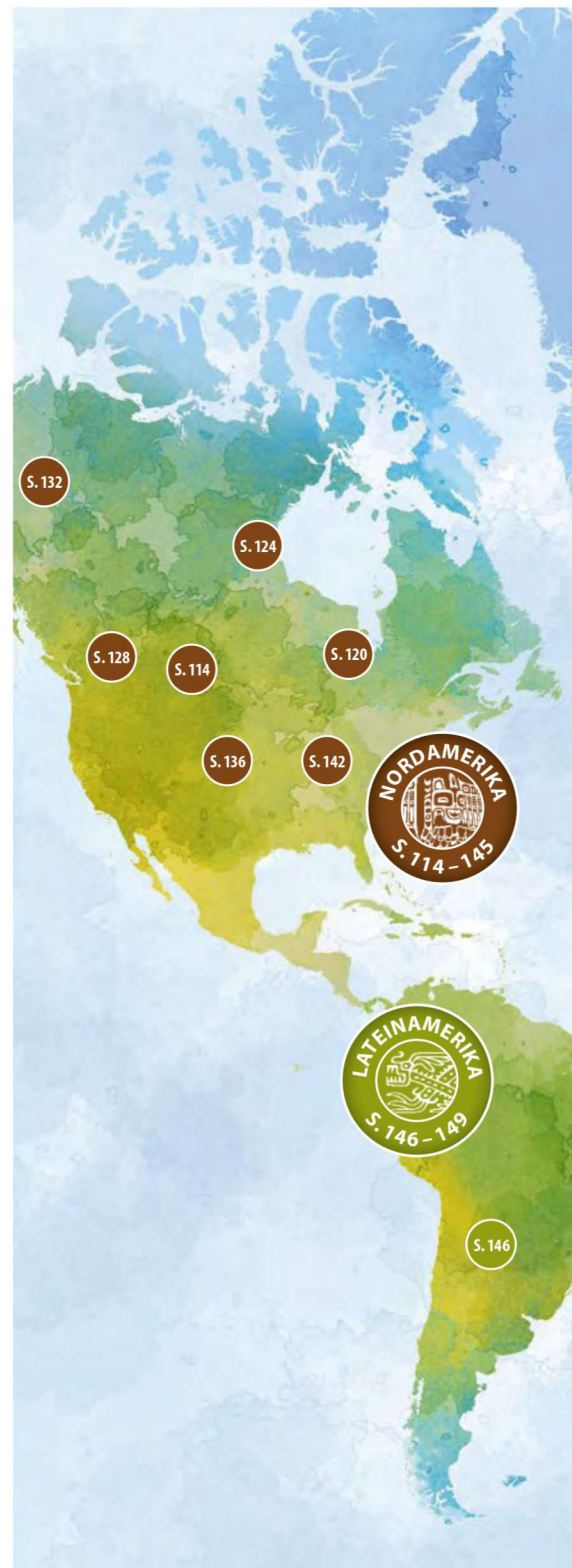 S. 132
S. 124
S. 120
S. 128
S. 114
S. 136
S. 142
NORDAMERIKA
S. 114–145
LATEINAMERIKA
S. 146–149
S. 146